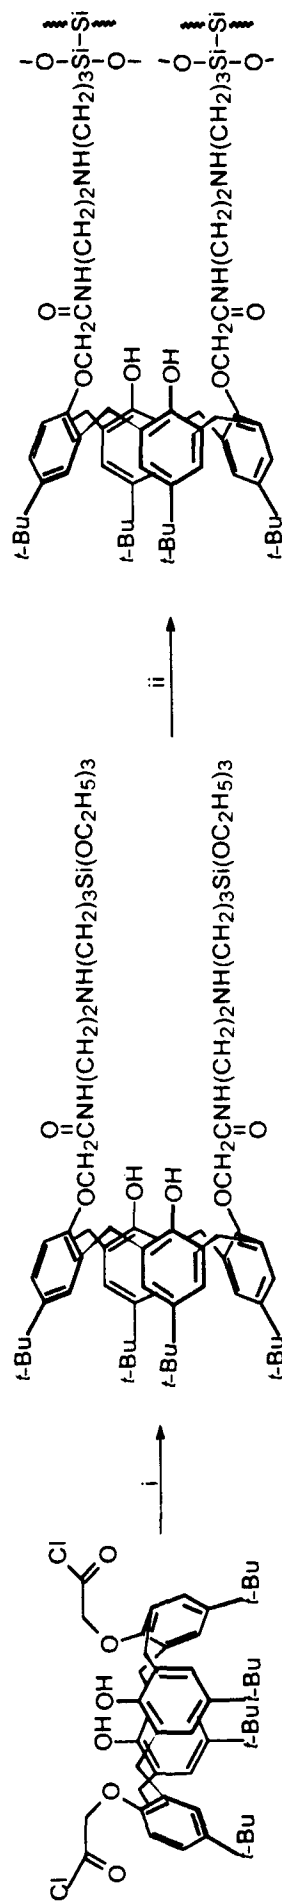 Cl
O
O
OH OH
O
O
Cl
t-Bu
t-Bu
t-Bu
t-Bu
i
t-Bu
t-Bu
t-Bu
t-Bu
O
OCH2CNH(CH2)2NH(CH2)3Si(OC2H5)3
OH
OH
OCH2CNH(CH2)2NH(CH2)3Si(OC2H5)3
O
ii
t-Bu
t-Bu
t-Bu
t-Bu
O
OCH2CNH(CH2)2NH(CH2)3Si-Si
O
O
OH
OH
OCH2CNH(CH2)2NH(CH2)3Si-Si
O
O
O